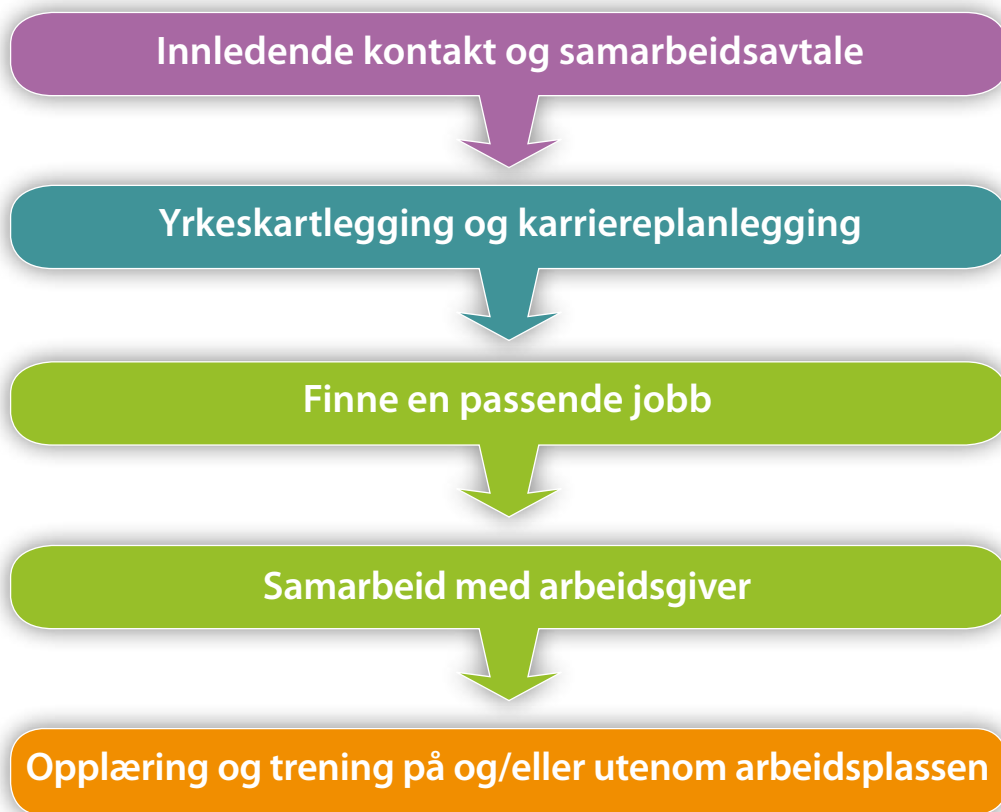 Innledende kontakt og samarbeidsavtale
Yrkeskartlegging og karriereplanlegging
Finne en passende jobb
Samarbeid med arbeidsgiver
Opplæring og trening på og/eller utenom arbeidsplassen